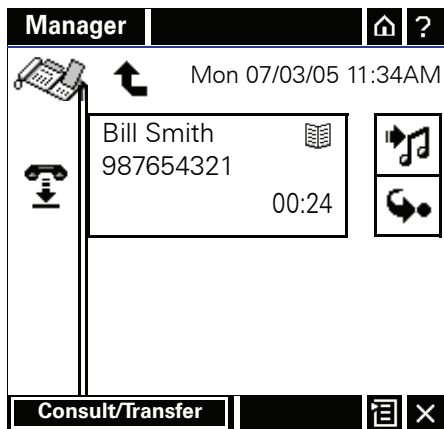 Manager ?
Mon 07/03/05 11:34AM
Bill Smith
987654321
00:24
Consult/Transfer